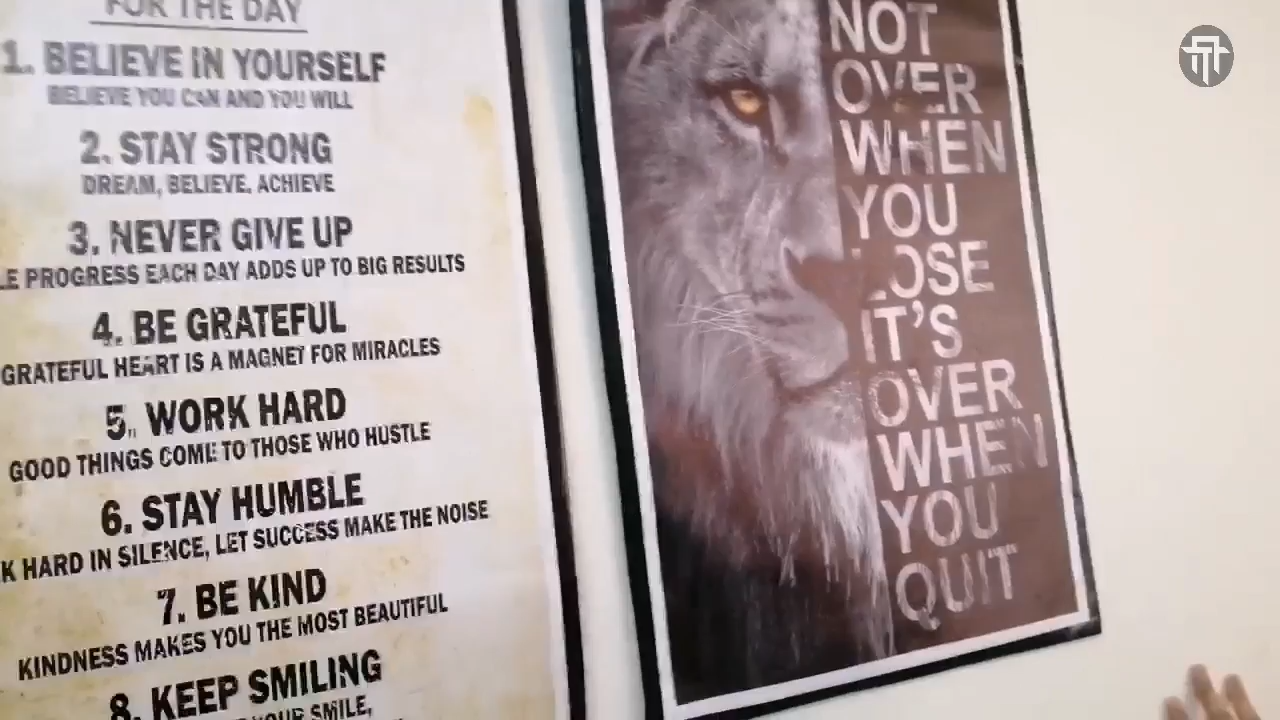 FOR THE DAY
1. BELIEVE IN YOURSELF
BELIEVE YOU CAN AND YOU WILL
2. STAY STRONG
DREAM, BELIEVE, ACHIEVE
3. NEVER GIVE UP
PROGRESS EACH DAY ADDS UP TO BIG RESULTS
4. BE GRATEFUL
GRATEFUL HEART IS A MAGNET FOR MIRACLES
5. WORK HARD
GOOD THINGS COME TO THOSE WHO HUSTLE
6. STAY HUMBLE
HARD IN SILENCE, LET SUCCESS MAKE THE NOISE
7. BE KIND
KINDNESS MAKES YOU THE MOST BEAUTIFUL
8. KEEP SMILING
YOUR SMILE,
NOT
OVER
WHEN
YOU
LOSE
IT'S
OVER
WHEN
YOU
QUIT